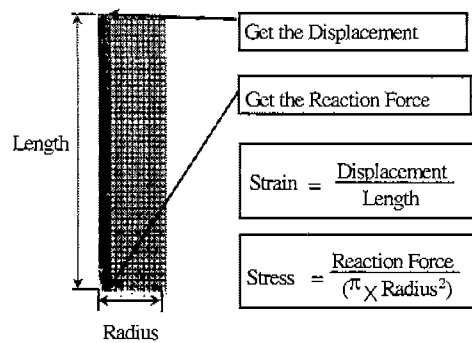 Get the Displacement
Get the Reaction Force
Length
Strain = Displacement / Length
Stress = Reaction Force / (π × Radius²)
Radius